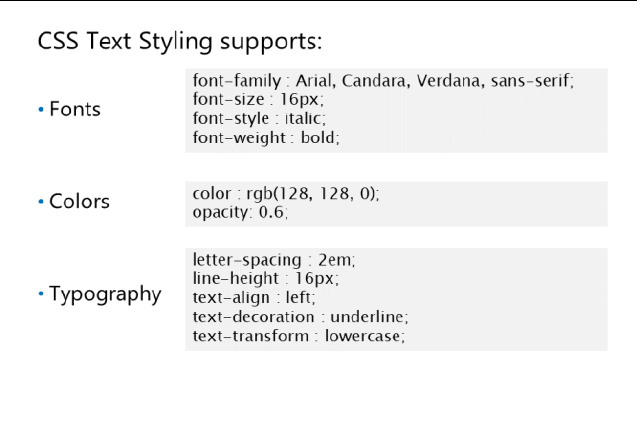 CSS Text Styling supports:
• Fonts
font-family : Arial, Candara, Verdana, sans-serif;
font-size : 16px;
font-style : italic;
font-weight : bold;
• Colors
color : rgb(128, 128, 0);
opacity: 0.6;
• Typography
letter-spacing : 2em;
line-height : 16px;
text-align : left;
text-decoration : underline;
text-transform : lowercase;